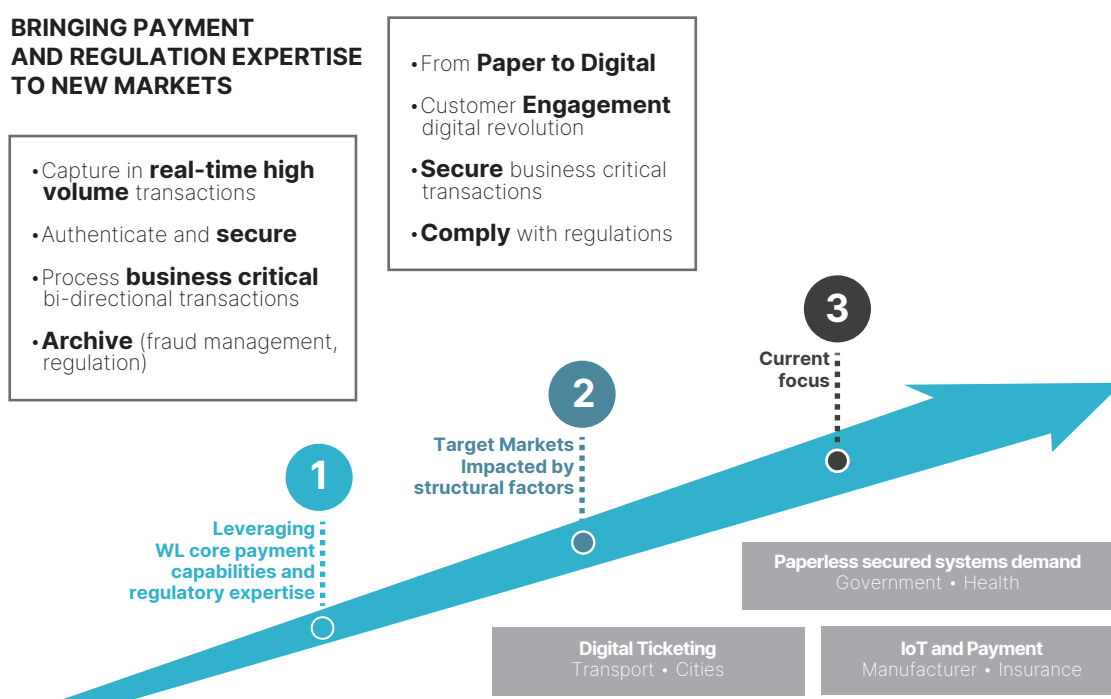 BRINGING PAYMENT
AND REGULATION EXPERTISE
TO NEW MARKETS
• Capture in real-time high
volume transactions
• Authenticate and secure
• Process business critical
bi-directional transactions
• Archive (fraud management,
regulation)
• From Paper to Digital
• Customer Engagement
digital revolution
• Secure business critical
transactions
• Comply with regulations
1
Leveraging
WL core payment
capabilities and
regulatory expertise
2
Target Markets
Impacted by
structural factors
3
Current
focus
Paperless secured systems demand
Government • Health
Digital Ticketing
Transport • Cities
IoT and Payment
Manufacturer • Insurance